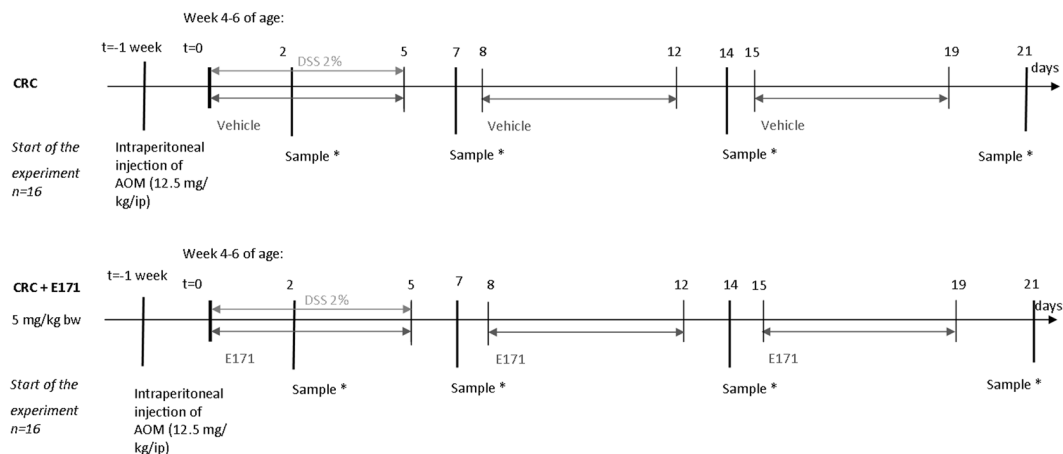 Week 4-6 of age:
t=-1 week t=0 2 5 7 8 12 14 15 19 21
DSS 2% days
CRC
Vehicle Vehicle Vehicle
Start of the
experiment
n=16
Intraperitoneal
injection of
AOM (12.5 mg/
kg/ip)
Sample * Sample * Sample * Sample *
Week 4-6 of age:
t=-1 week t=0 2 5 7 8 12 14 15 19 21
CRC + E171 DSS 2% days
5 mg/kg bw
E171 E171 E171
Start of the
experiment
n=16
Intraperitoneal
injection of
AOM (12.5 mg/
kg/ip)
Sample * Sample * Sample * Sample *